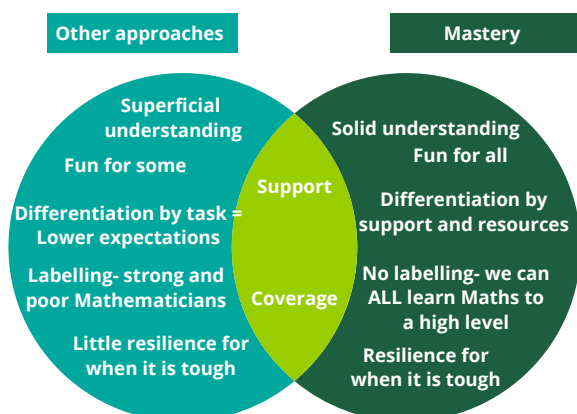 Other approaches
Mastery
Superficial
understanding
Fun for some
Differentiation by task =
Lower expectations
Labelling- strong and
poor Mathematicians
Little resilience for
when it is tough
Support
Coverage
Solid understanding
Fun for all
Differentiation by
support and resources
No labelling- we can
ALL learn Maths to
a high level
Resilience for
when it is tough